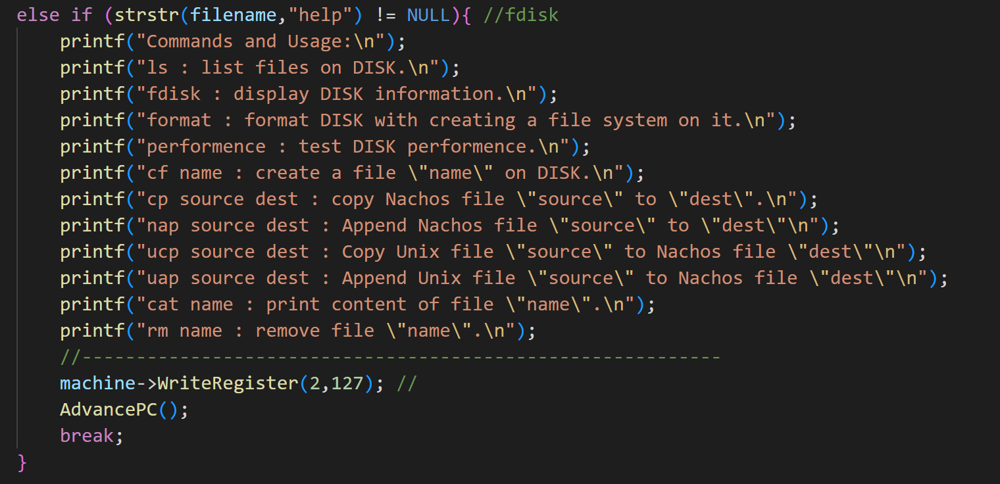 else if (strstr(filename,"help") != NULL){ //fdisk
    printf("Commands and Usage:\n");
    printf("ls : list files on DISK.\n");
    printf("fdisk : display DISK information.\n");
    printf("format : format DISK with creating a file system on it.\n");
    printf("performence : test DISK performence.\n");
    printf("cf name : create a file \"name\" on DISK.\n");
    printf("cp source dest : copy Nachos file \"source\" to \"dest\".\n");
    printf("nap source dest : Append Nachos file \"source\" to \"dest\"\n");
    printf("ucp source dest : Copy Unix file \"source\" to Nachos file \"dest\"\n");
    printf("uap source dest : Append Unix file \"source\" to Nachos file \"dest\"\n");
    printf("cat name : print content of file \"name\".\n");
    printf("rm name : remove file \"name\".\n");
    //-----------------------------------------------------------
    machine->WriteRegister(2,127); //
    AdvancePC();
    break;
}